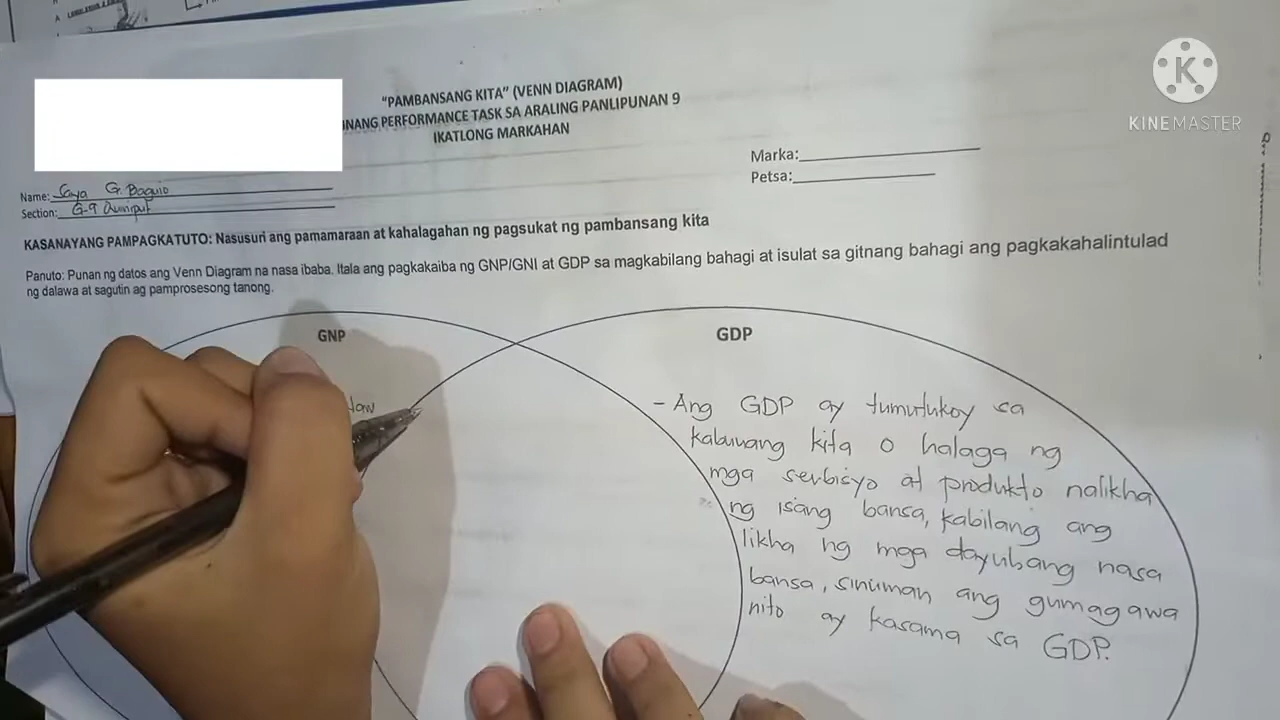 KINEMASTER
"PAMBANSANG KITA" (VENN DIAGRAM)
INANG PERFORMANCE TASK SA ARALING PANLIPUNAN 9
IKATLONG MARKAHAN
Marka:
Petsa:
Name: G. Baguio
Section: G-9
KASANAYANG PAMPAGKATUTO: Nasusuri ang pamamaraan at kahalagahan ng pagsukat ng pambansang kita
Panuto: Punan ng datos ang Venn Diagram na nasa ibaba. Itala ang pagkakaiba ng GNP/GNI at GDP sa magkabilang bahagi at isulat sa gitnang bahagi ang pagkakahalintulad
ng dalawa at sagutin ag pamprosesong tanong.
GNP
GDP
- Ang GDP ay tumutukoy sa
kabuuang kita o halaga ng
mga serbisyo at produkto nalikha
ng isang bansa, kabilang ang
likha ng mga dayuhang nasa
bansa, sinuman ang gumagawa
nito ay kasama sa GDP.